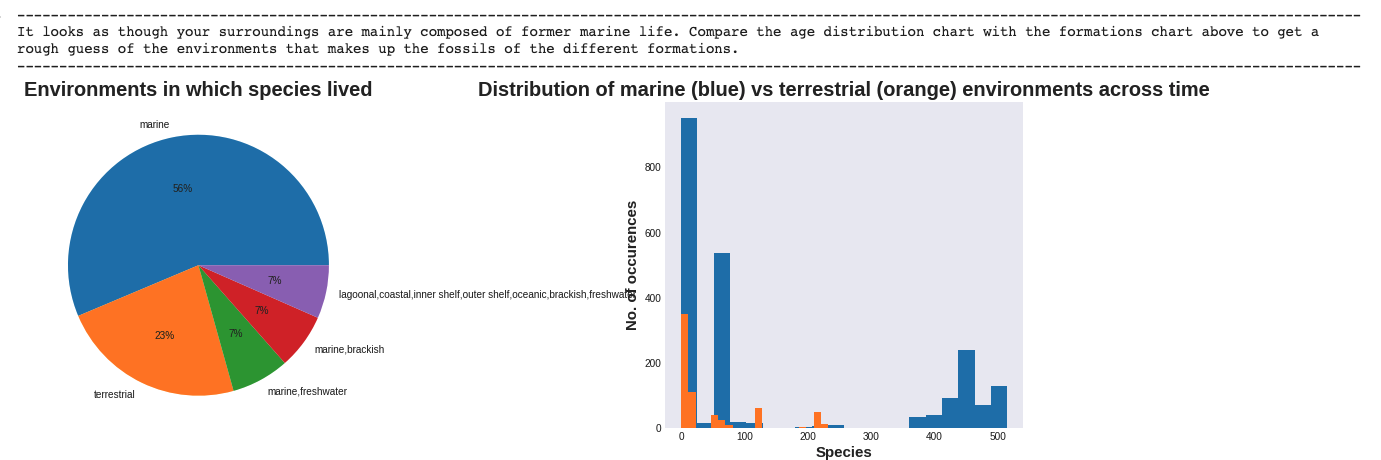 It looks as though your surroundings are mainly composed of former marine life. Compare the age distribution chart with the formations chart above to get a
rough guess of the environments that makes up the fossils of the different formations.
Environments in which species lived
Distribution of marine (blue) vs terrestrial (orange) environments across time
marine
56%
7%
lagoonal,coastal,inner shelf,outer shelf,oceanic,brackish,freshwater
7%
23%
7%
marine,brackish
terrestrial
marine,freshwater
No. of occurences
800
600
400
200
0
0 100 200 300 400 500
Species